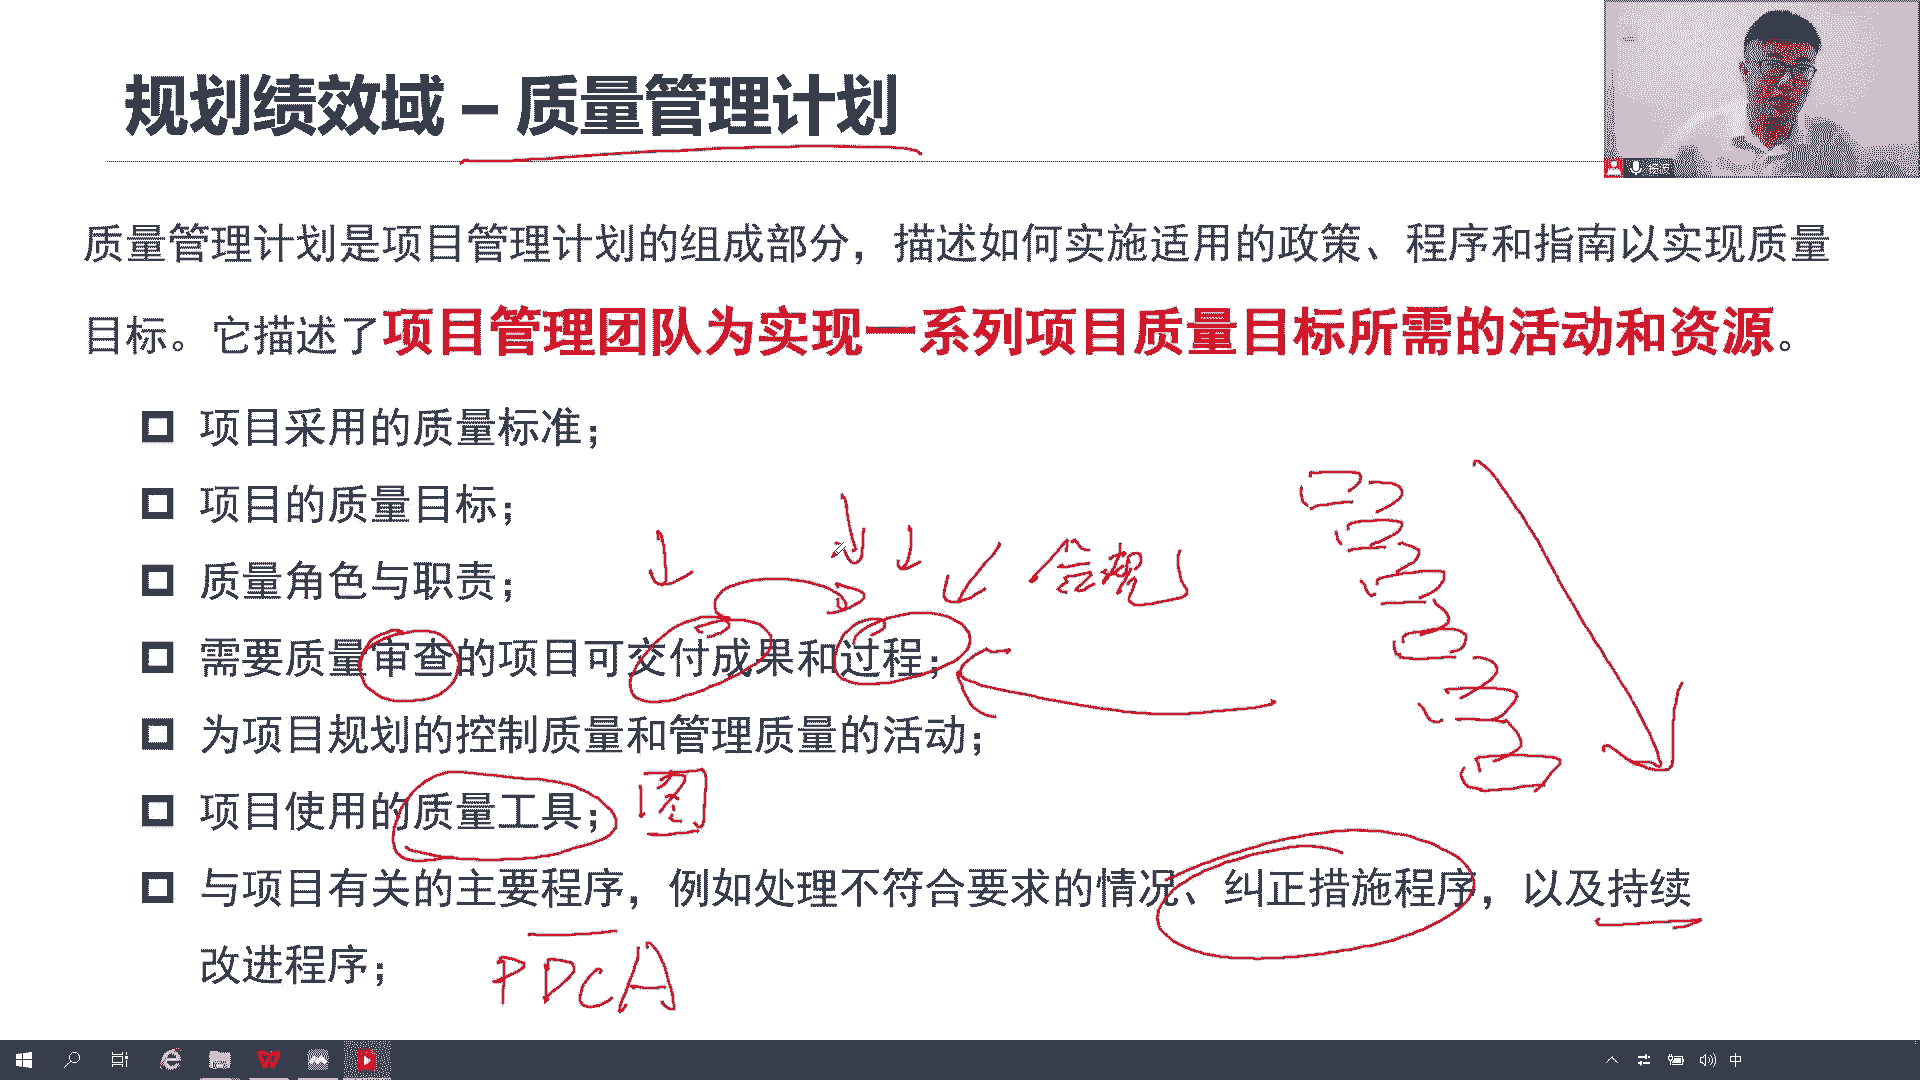 规划绩效域 – 质量管理计划
质量管理计划是项目管理计划的组成部分，描述如何实施适用的政策、程序和指南以实现质量
目标。它描述了项目管理团队为实现一系列项目质量目标所需的活动和资源。
项目采用的质量标准；
项目的质量目标；
质量角色与职责；
合规
需要质量审查的项目可交付成果和过程；
为项目规划的控制质量和管理质量的活动；
项目使用的质量工具；
图
与项目有关的主要程序，例如处理不符合要求的情况、纠正措施程序，以及持续
改进程序；
PDCA
中